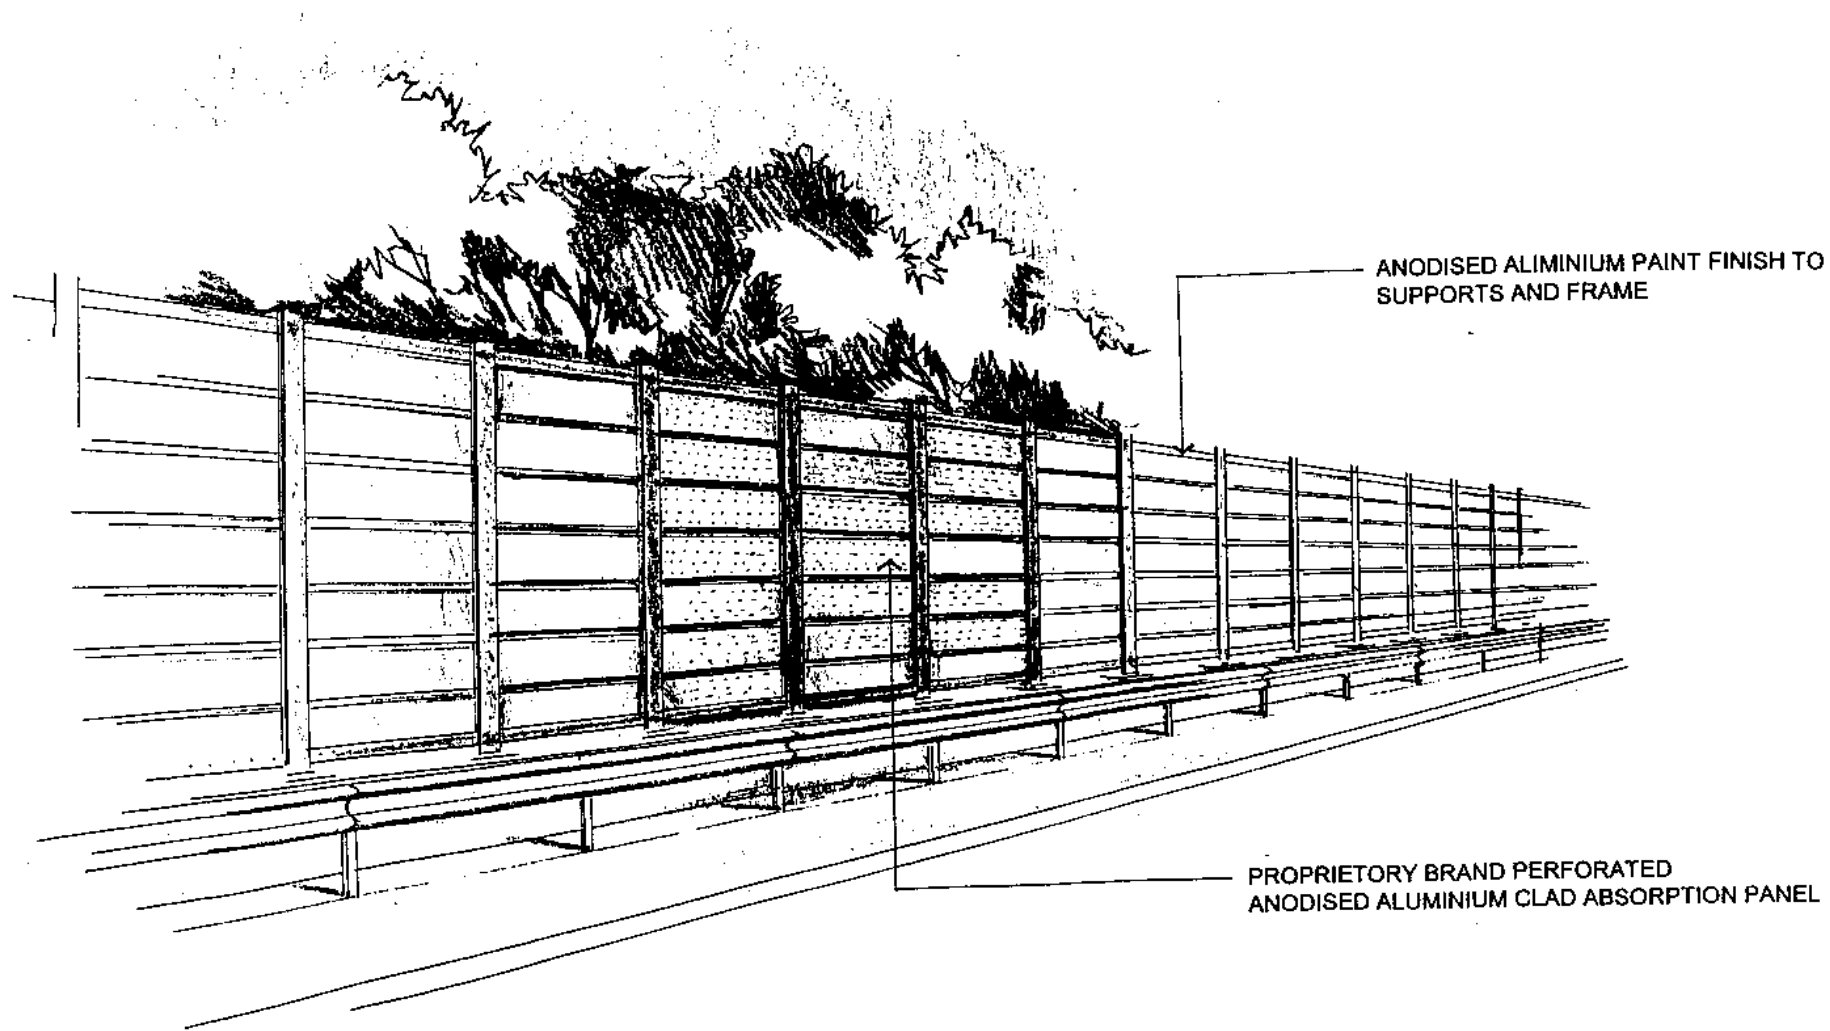 ANODISED ALIMINIUM PAINT FINISH TO
SUPPORTS AND FRAME
PROPRIETORY BRAND PERFORATED
ANODISED ALUMINIUM CLAD ABSORPTION PANEL